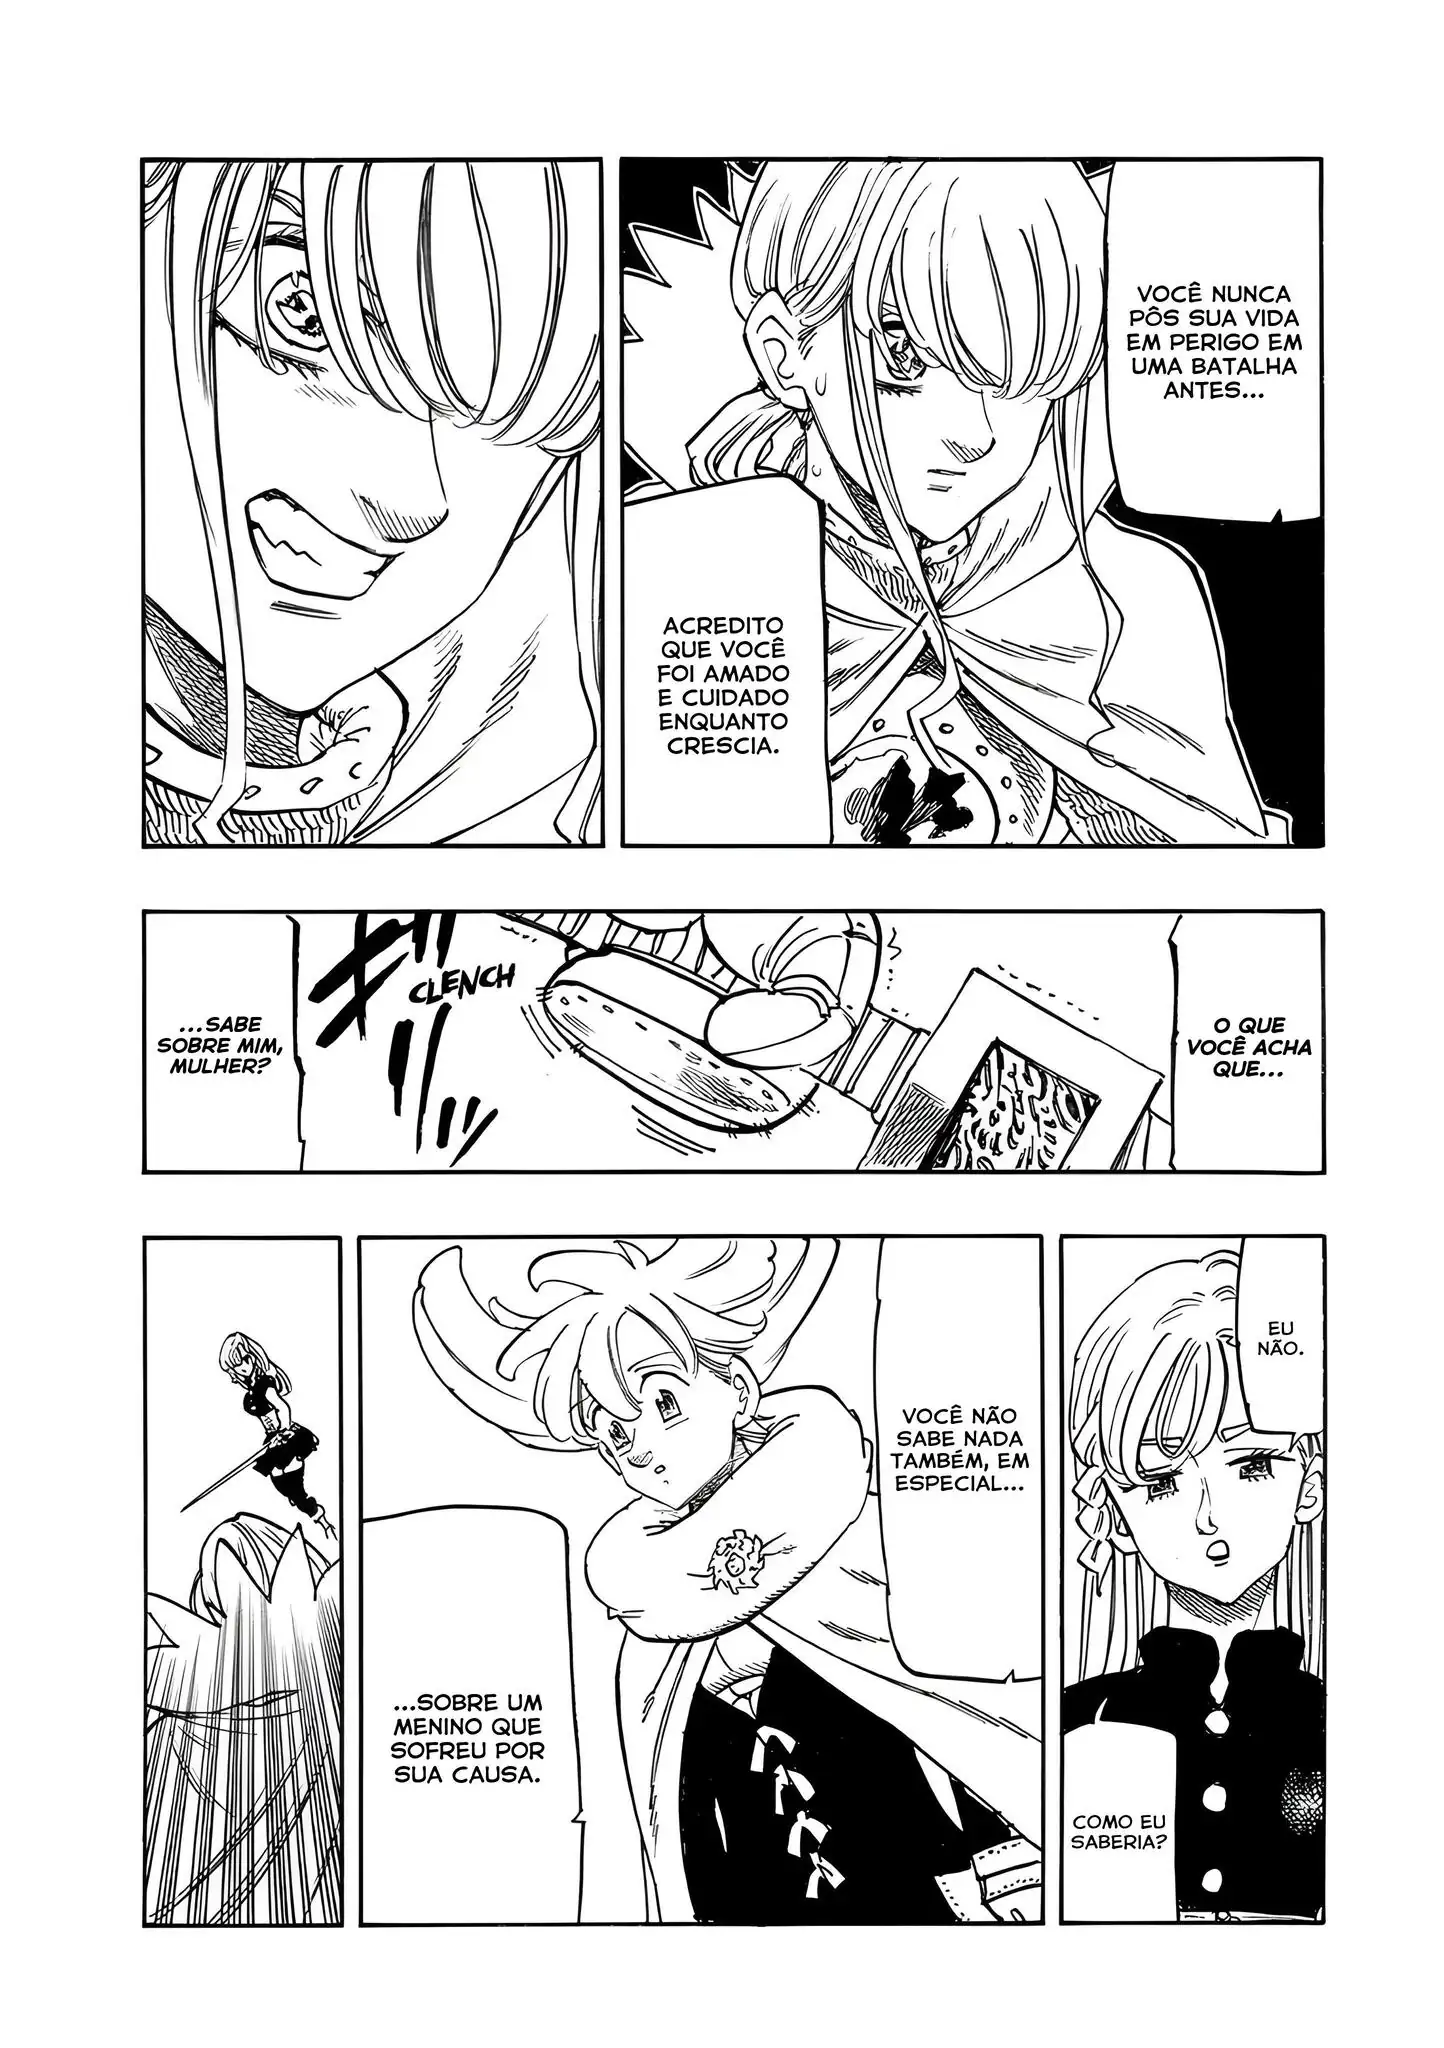 VOCÊ NUNCA
PÔS SUA VIDA
EM PERIGO EM
UMA BATALHA
ANTES...
ACREDITO
QUE VOCÊ
FOI AMADO
E CUIDADO
ENQUANTO
CRESCIA.
O QUE
VOCÊ ACHA
QUE...
CLENCH
...SABE
SOBRE MIM,
MULHER?
EU
NÃO.
COMO EU
SABERIA?
VOCÊ NÃO
SABE NADA
TAMBÉM, EM
ESPECIAL...
...SOBRE UM
MENINO QUE
SOFREU POR
SUA CAUSA.